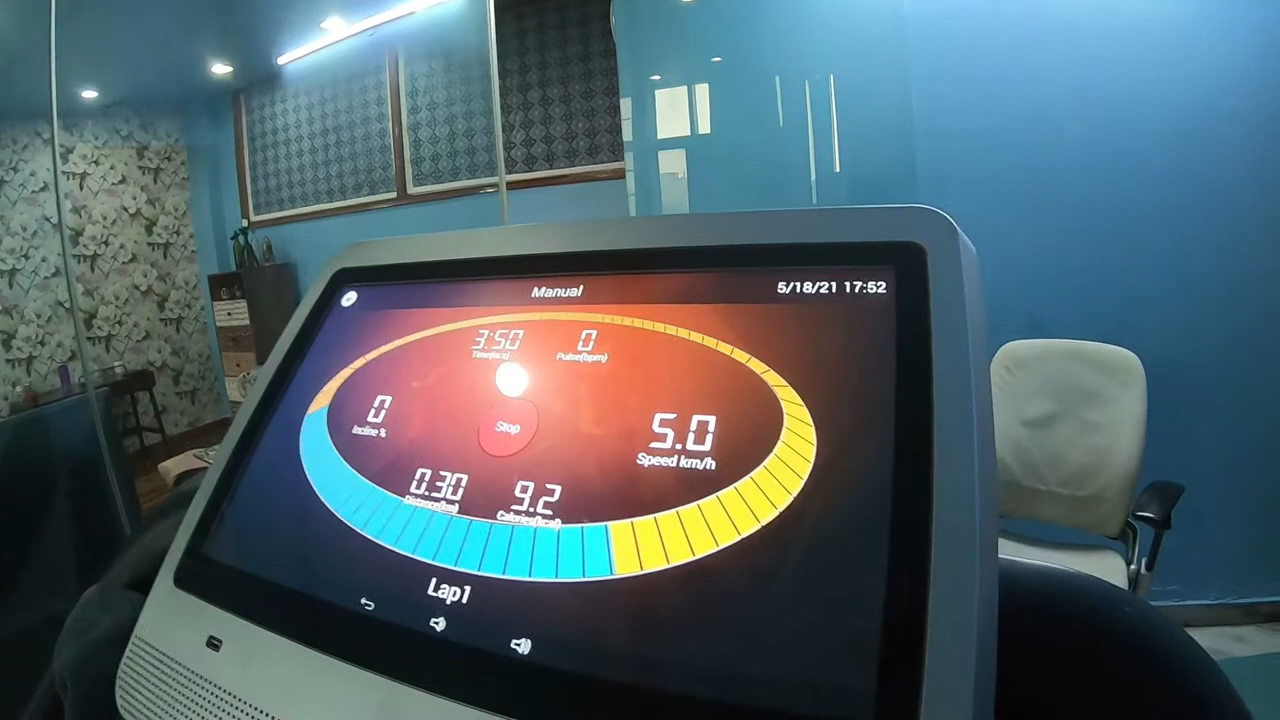 Manual
5/18/21 17:52
3:50
Time(m:s)
0
Pulse(bpm)
0
Incline %
Stop
5.0
Speed km/h
0.30
Distance(km)
9.2
Calories(kcal)
Lap1